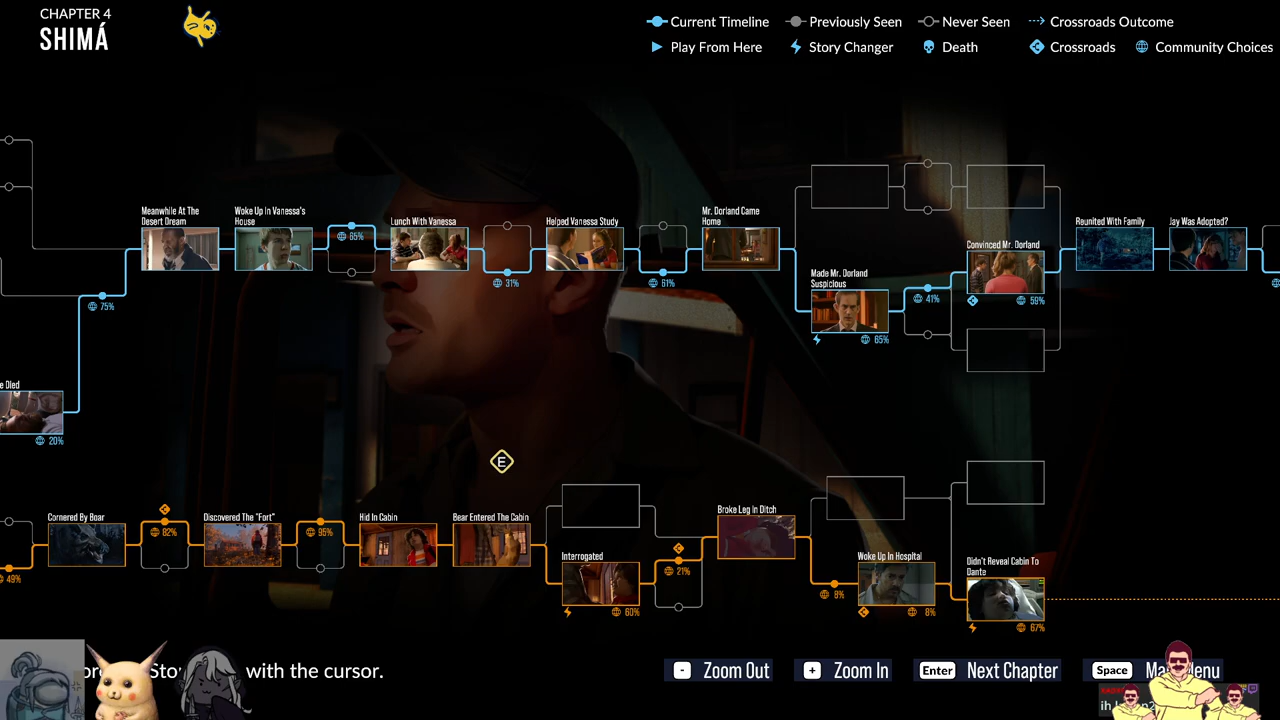 CHAPTER 4
SHIMÁ
Current Timeline
Previously Seen
Never Seen
Crossroads Outcome
Play From Here
Story Changer
Death
Crossroads
Community Choices
Meanwhile At The
Desert Dream
Woke Up In Vanessa's
House
65%
Lunch With Vanessa
31%
Helped Vanessa Study
61%
Mr. Dorland Came
Home
Made Mr. Dorland
Suspicious
65%
41%
Convinced Mr. Dorland
59%
Reunited With Family
Jay Was Adopted?
75%
Died
20%
E
49%
Cornered By Boar
82%
Discovered The "Fort"
95%
Hid In Cabin
Bear Entered The Cabin
Interrogated
60%
21%
Broke Leg In Ditch
8%
Woke Up In Hospital
8%
Didn't Reveal Cabin To
Dante
67%
with the cursor.
- Zoom Out
+ Zoom In
Enter Next Chapter
Space